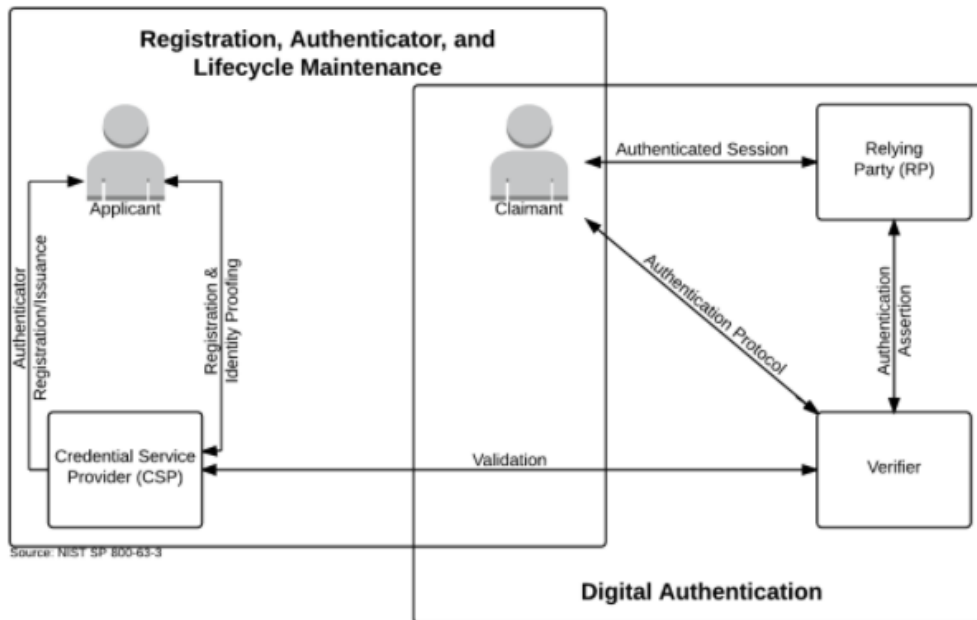 Registration, Authenticator, and
Lifecycle Maintenance
Applicant
Claimant
Authenticated Session
Relying
Party (RP)
Authenticator
Registration/Issuance
Registration &
Identity Proofing
Authentication Protocol
Authentication
Assertion
Credential Service
Provider (CSP)
Validation
Verifier
Source: NIST SP 800-63-3
Digital Authentication